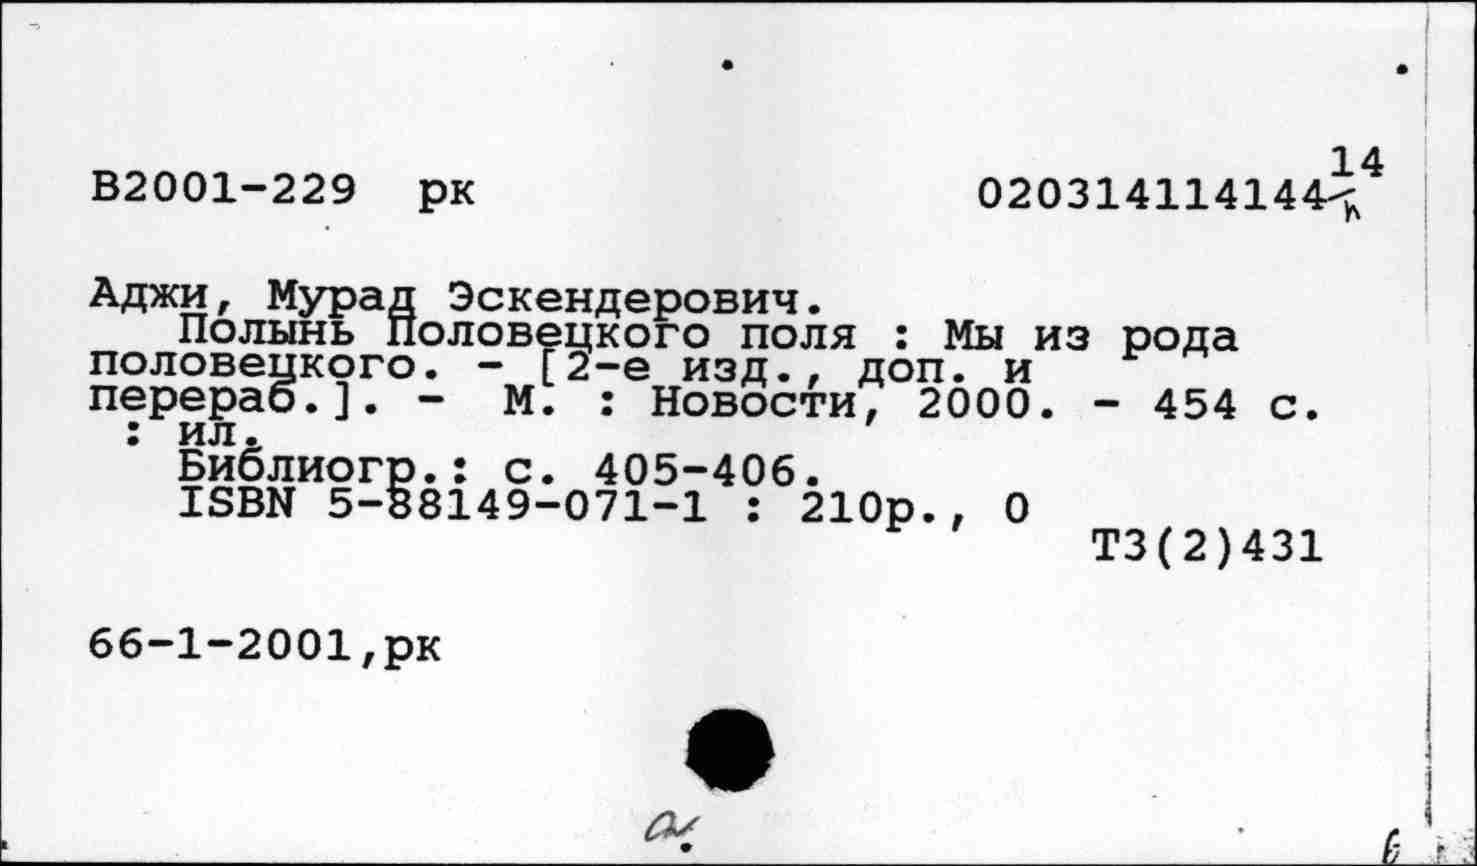 14
В2001-229 рк 020314114144
Аджи, Мурад Эскендерович.
Полынь Половецкого поля : Мы из рода
половецкого. - [2-е изд., доп. и
перераб.]. - М. : Новости, 2000. - 454 с.
: ил.
Библиогр.: с. 405-406.
ISBN 5-88149-071-1 : 210р., 0
Т3(2)431
66-1-2001,рк